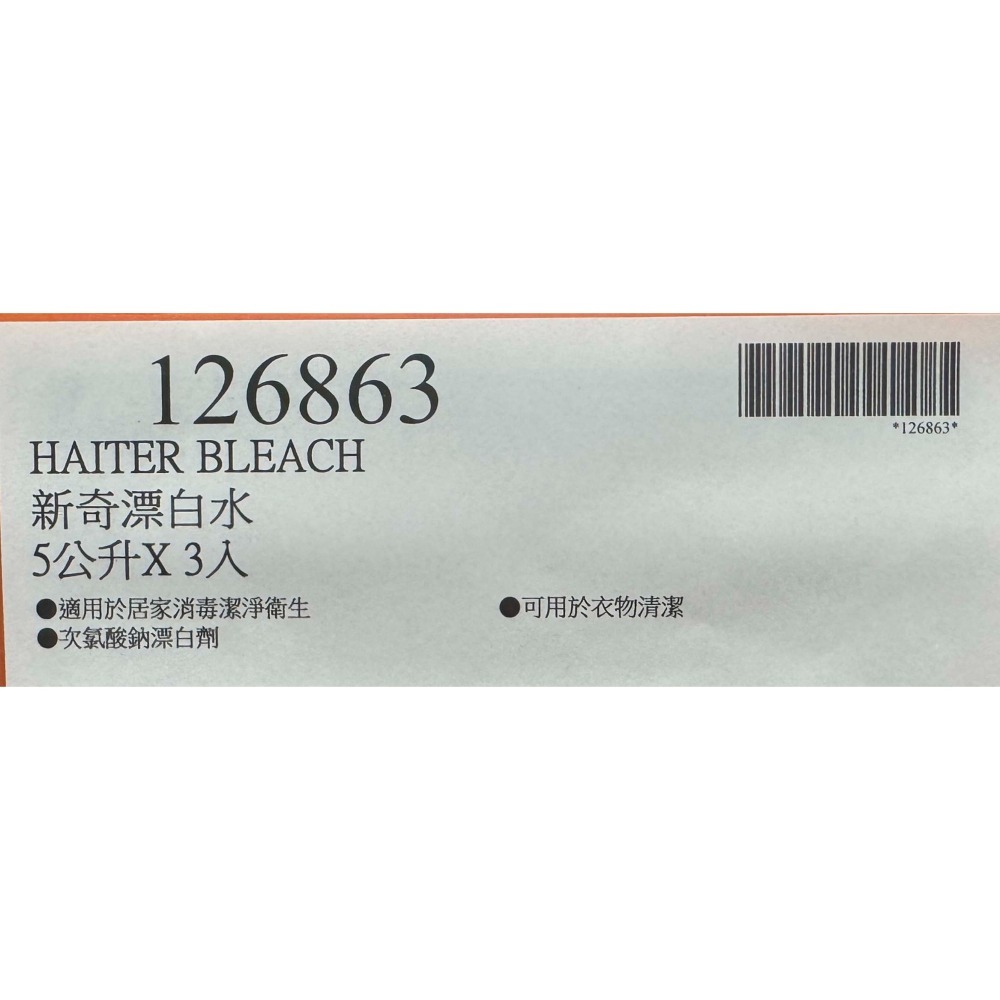 126863
*126863*
HAITER BLEACH
新奇漂白水
5公升X 3入
●適用於居家消毒潔淨衛生
●可用於衣物清潔
●次氯酸鈉漂白劑